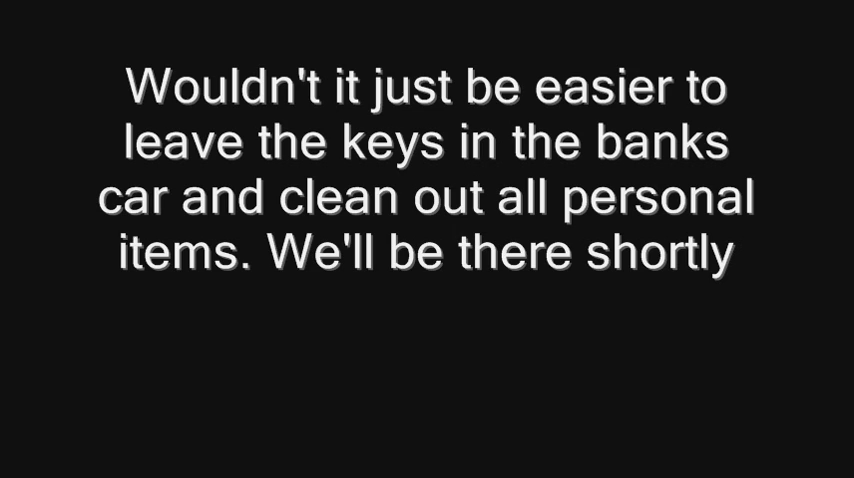 Wouldn't it just be easier to
leave the keys in the banks
car and clean out all personal
items. We'll be there shortly